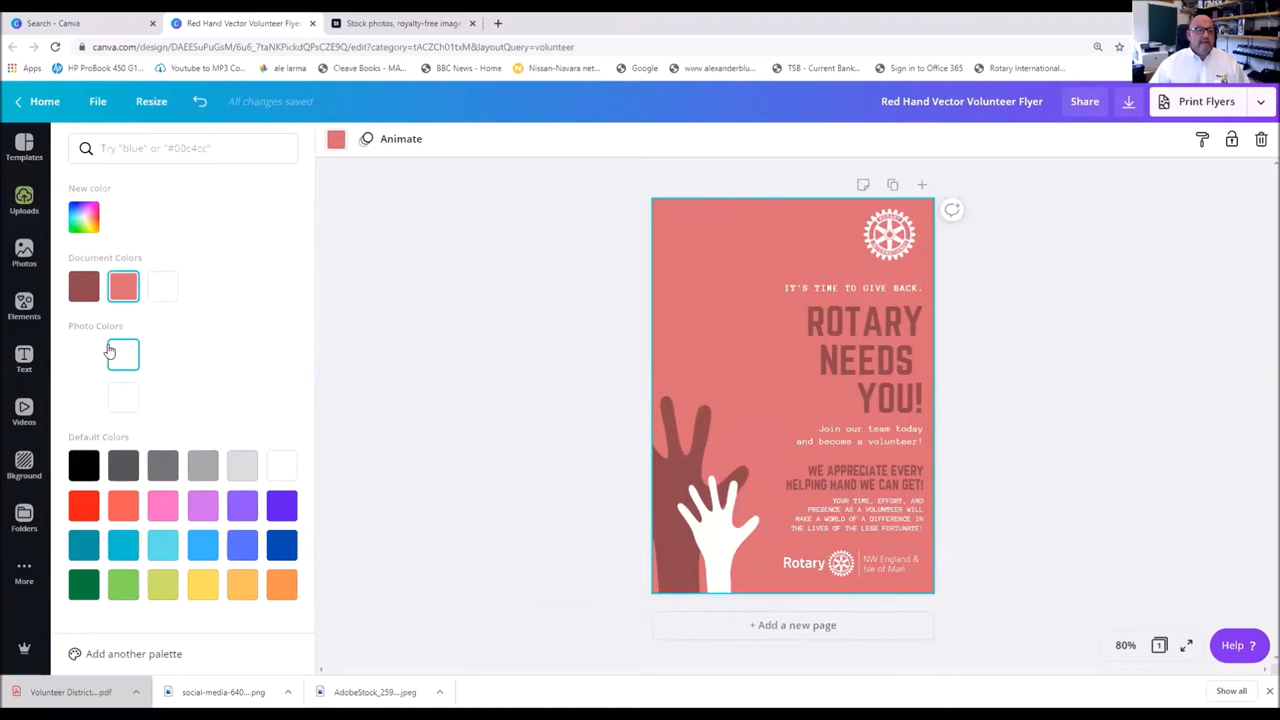 Search - Canva
Red Hand Vector Volunteer Flyer
Stock photos, royalty-free image
canva.com/design/DAEESuPuGsM/6u6_7taNKPickdQPsCZE9Q/edit?category=tACZCh01txM&layoutQuery=volunteer
Apps HP ProBook 450 G1... Youtube to MP3 Co... ale larma Cleave Books - MA... BBC News - Home Nissan-Navara net... Google www.alexanderblu... TSB - Current Bank... Sign in to Office 365 Rotary International...
Home File Resize All changes saved Red Hand Vector Volunteer Flyer Share Print Flyers
Templates
Uploads
Photos
Elements
Text
Videos
Bkground
Folders
More
Try "blue" or "#00c4cc"
New color
Document Colors
Photo Colors
Default Colors
Add another palette
Animate
IT'S TIME TO GIVE BACK.
ROTARY
NEEDS
YOU!
Join our team today
and become a volunteer!
WE APPRECIATE EVERY
HELPING HAND WE CAN GET!
YOUR TIME, EFFORT, AND
PRESENCE AS A VOLUNTEER WILL
MAKE A WORLD OF A DIFFERENCE IN
THE LIVES OF THE LESS FORTUNATE!
Rotary
NW England &
Isle of Man
+ Add a new page
80%
1
Help ?
Volunteer District....pdf
social-media-640....png
AdobeStock_259....jpeg
Show all